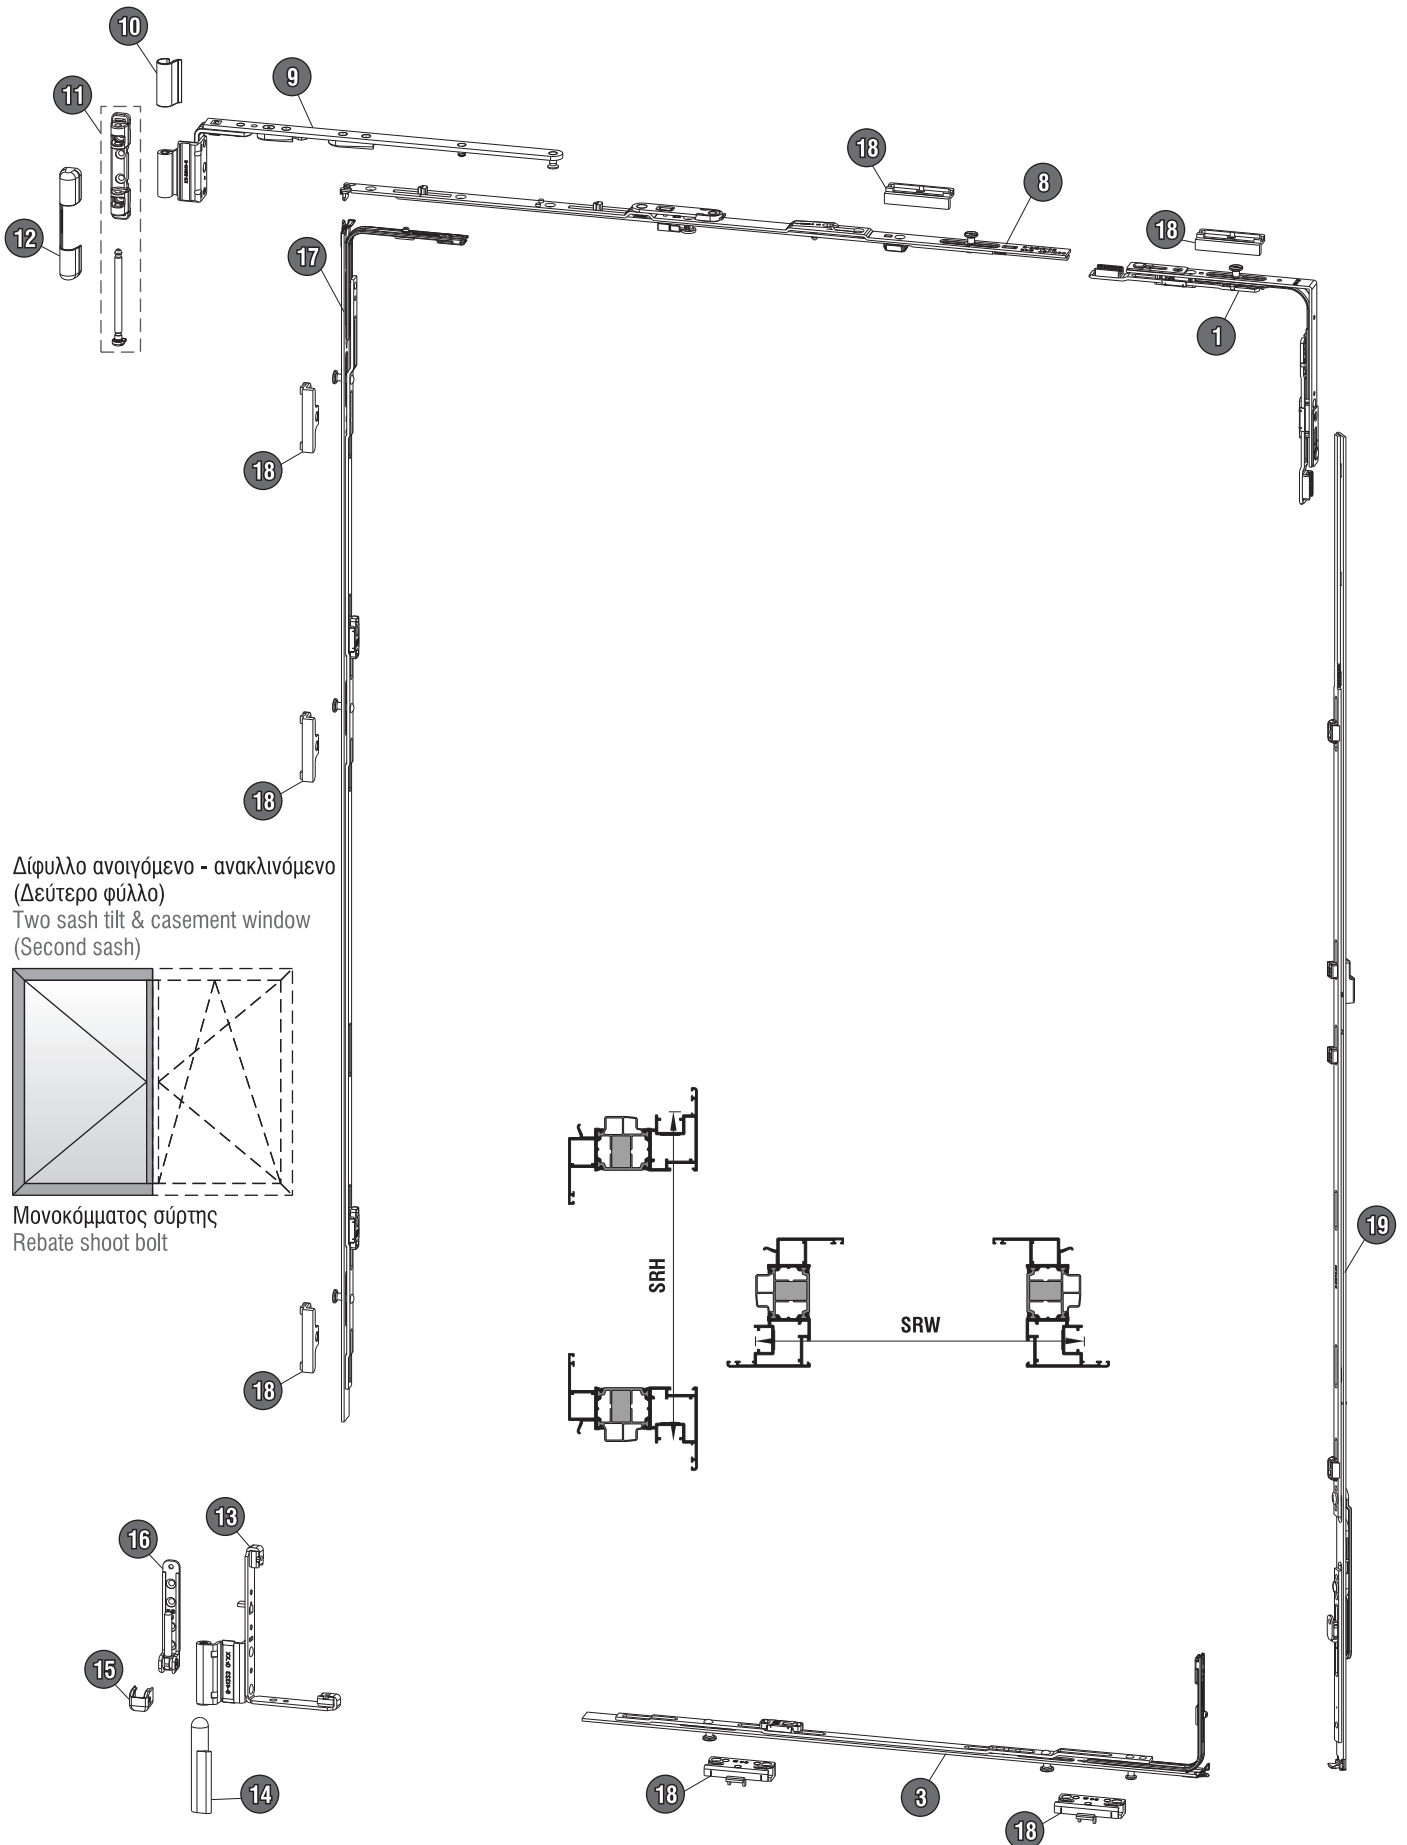 10
9
11
18
8
12
17
18
1
18
18
Δίφυλλο ανοιγόμενο - ανακλινόμενο
(Δεύτερο φύλλο)
Two sash tilt & casement window
(Second sash)
Μονοκόμματος σύρτης
Rebate shoot bolt
19
SRH
SRW
18
13
16
15
14
18
3
18